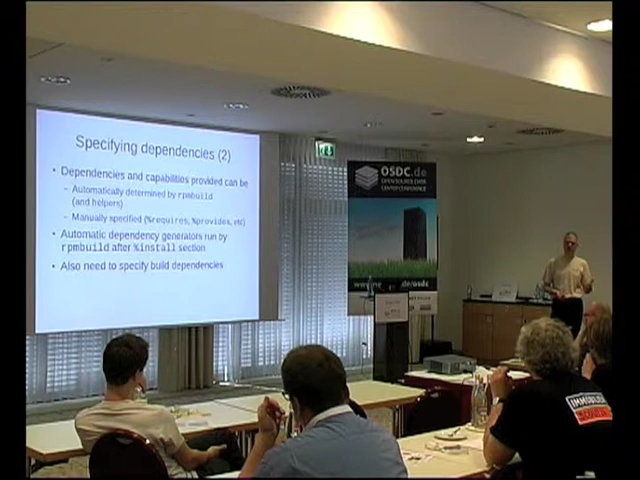 Specifying dependencies (2)
• Dependencies and capabilities provided can be
– Automatically determined by rpmbuild
(and helpers)
– Manually specified (%requires, %provides, etc)
• Automatic dependency generators run by
rpmbuild after %install section
• Also need to specify build dependencies
OSDC.de
OPEN SOURCE DATA
CENTER CONFERENCE
/osdc